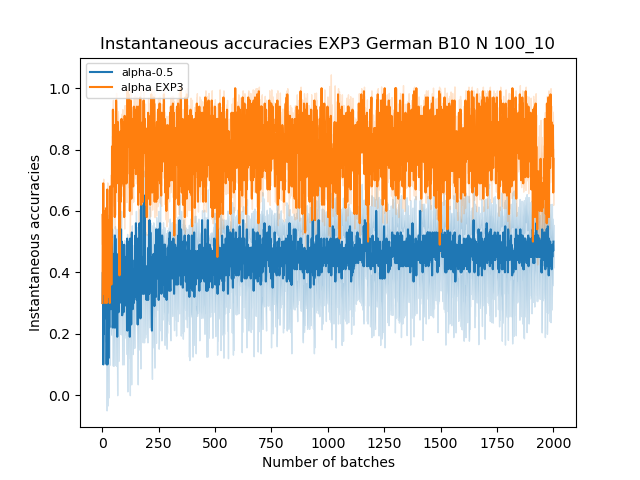 Instantaneous accuracies EXP3 German B10 N 100_10
alpha-0.5
alpha EXP3
1.0
0.8
0.6
0.4
0.2
0.0
Instantaneous accuracies
0 250 500 750 1000 1250 1500 1750 2000
Number of batches